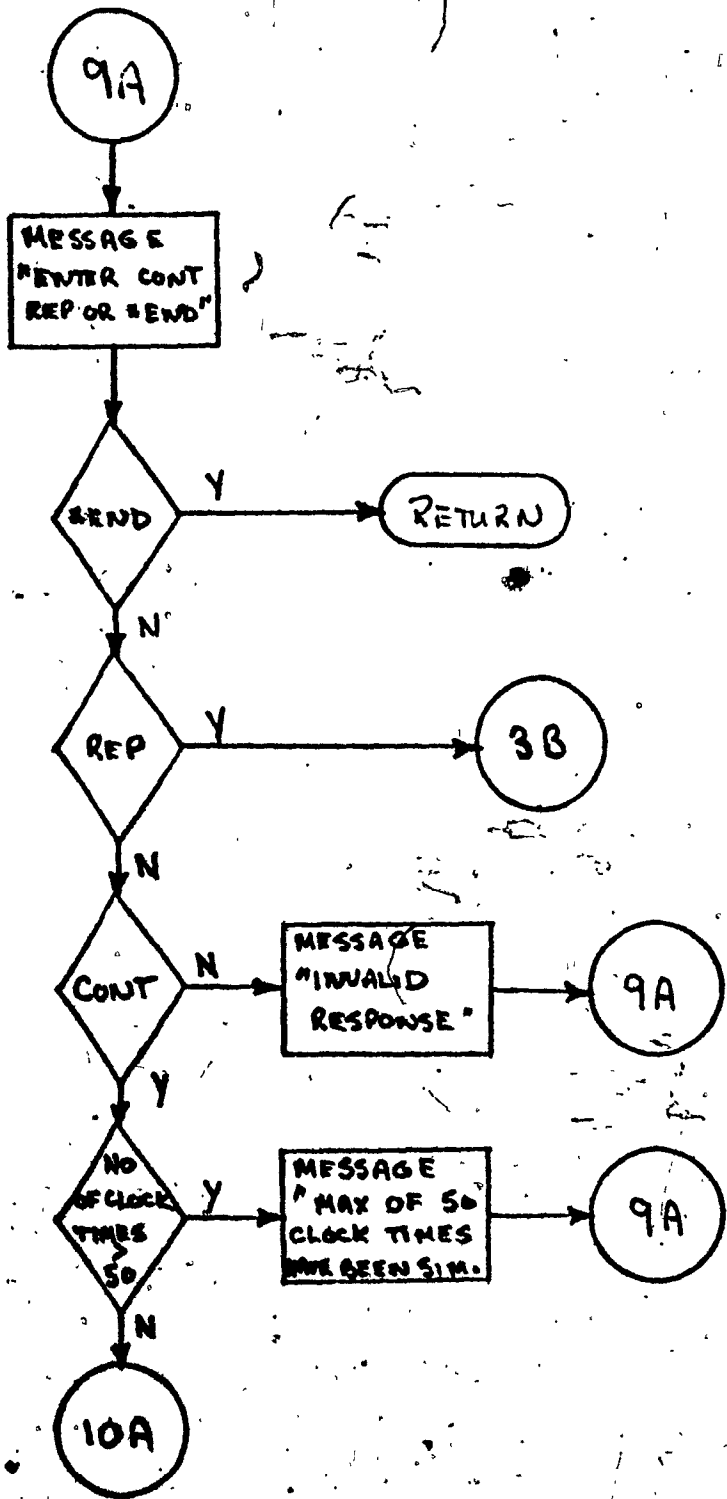 9A
MESSAGE
"ENTER CONT
REP OR *END"
*END
Y
RETURN
N
REP
Y
3B
N
CONT
N
MESSAGE
"INVALID
RESPONSE"
9A
Y
NO
OF CLOCK
TIMES
>
50
Y
MESSAGE
" MAX OF 50
CLOCK TIMES
HAVE BEEN SIM.
9A
N
10A